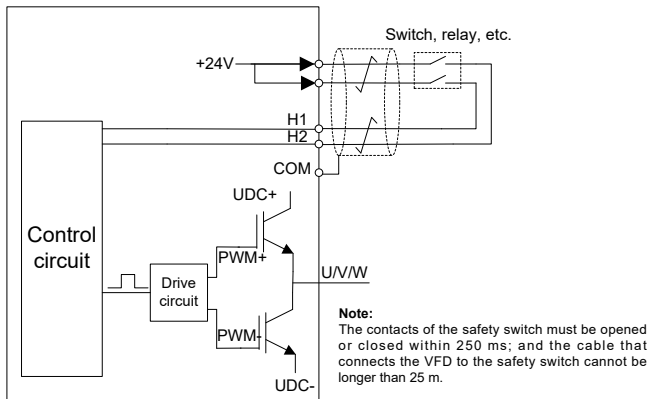 Switch, relay, etc.
+24V
H1
H2
COM
UDC+
Control
circuit
PWM+
Drive
circuit
U/V/W
PWM-
UDC-
Note:
The contacts of the safety switch must be opened
or closed within 250 ms; and the cable that
connects the VFD to the safety switch cannot be
longer than 25 m.